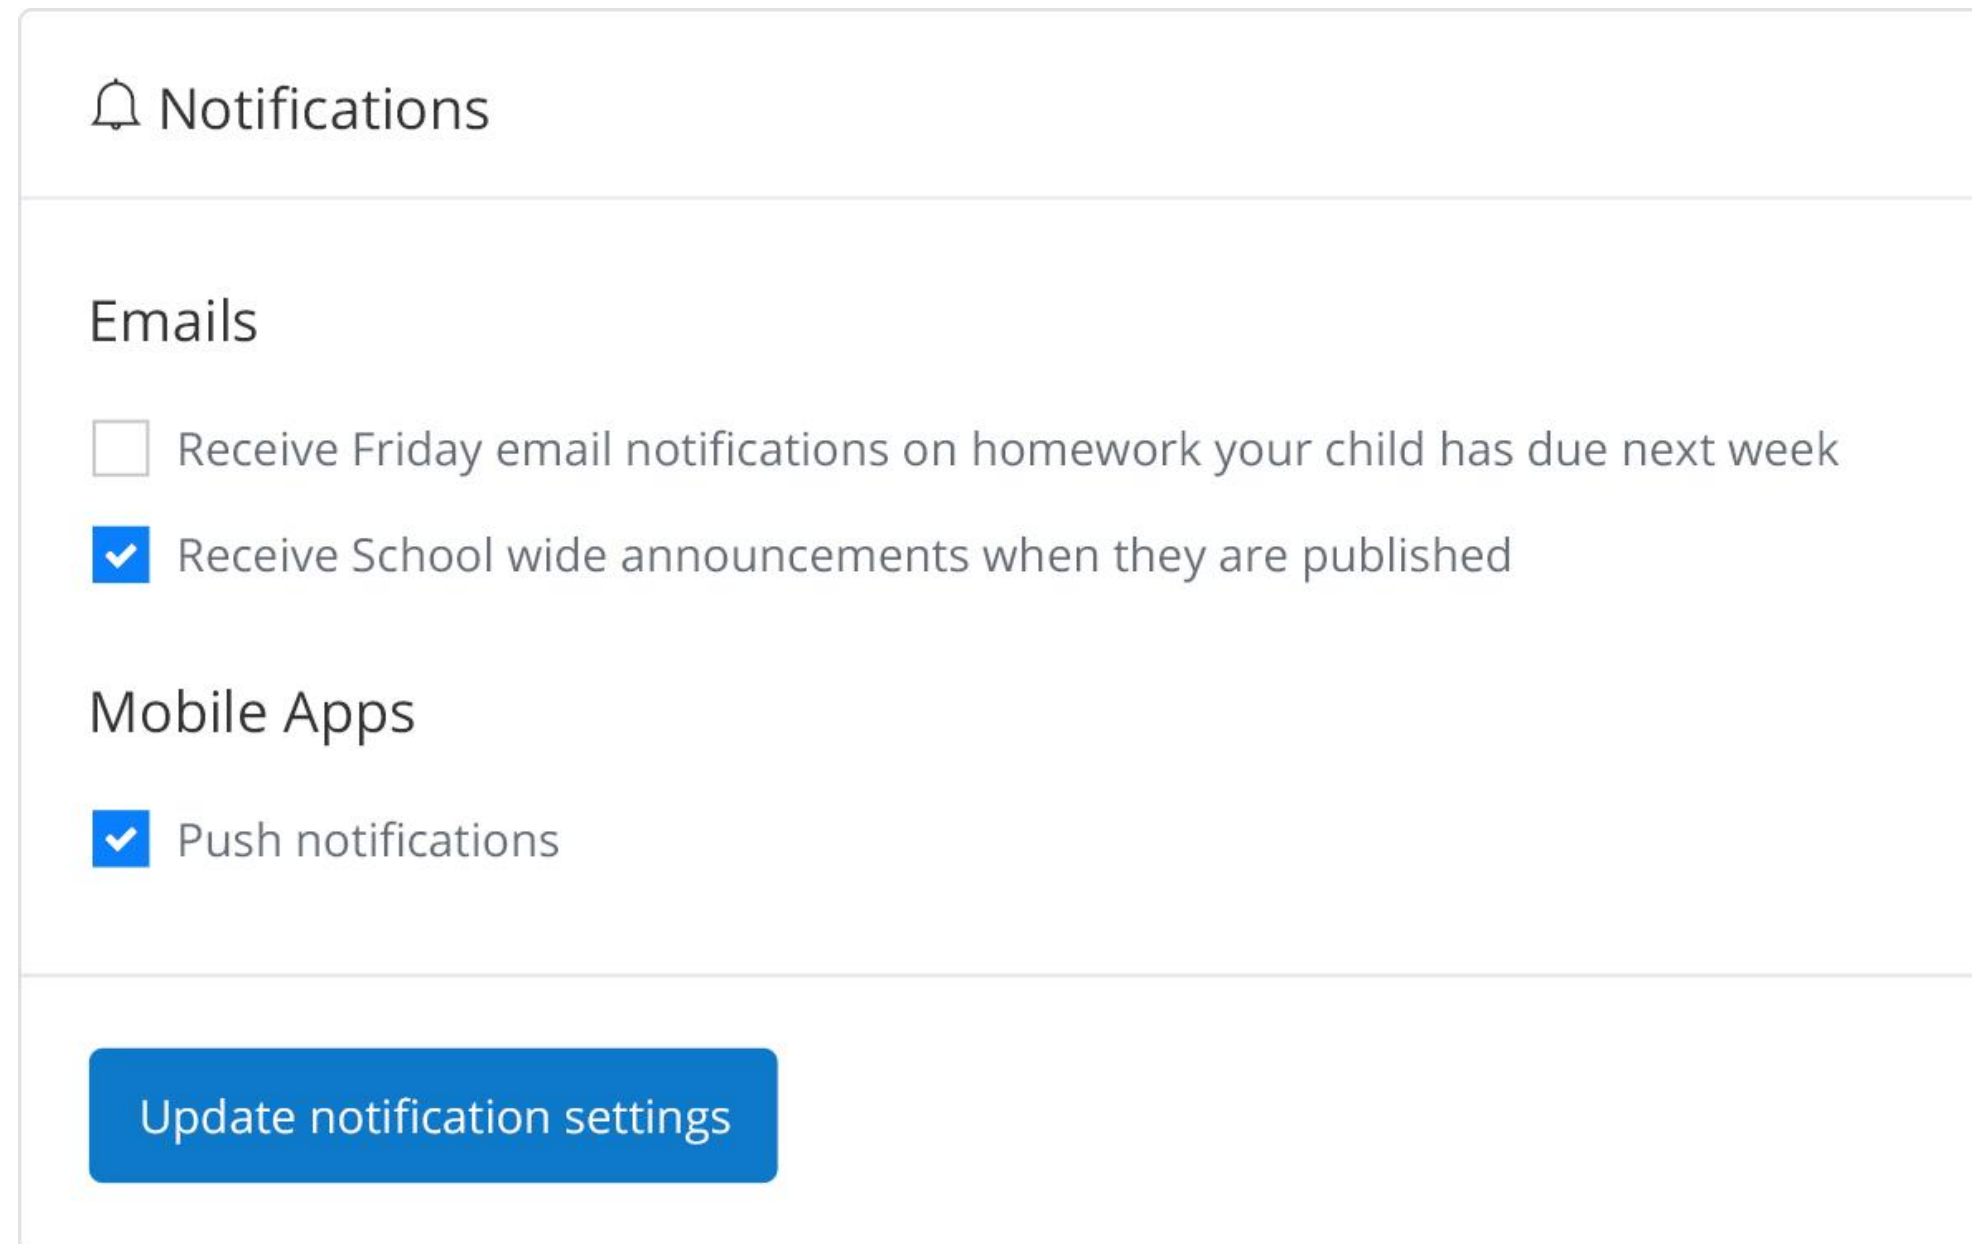 Notifications
Emails
Receive Friday email notifications on homework your child has due next week
Receive School wide announcements when they are published
Mobile Apps
Push notifications
Update notification settings